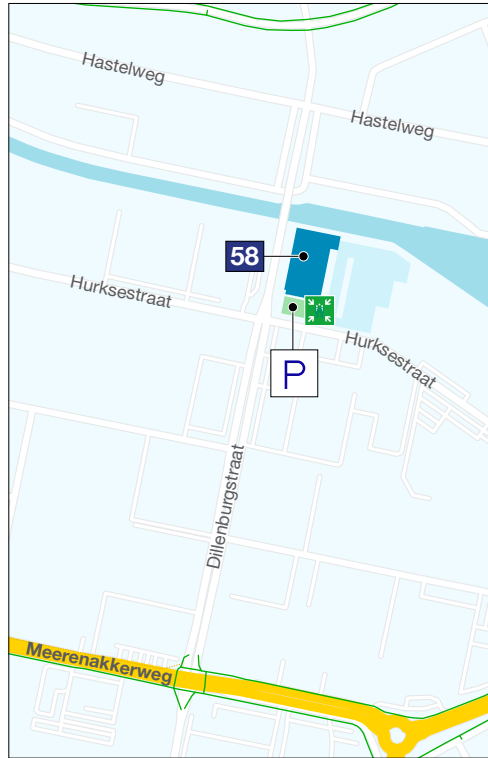 Hastelweg
Hastelweg
58
Hurksestraat
Hurksestraat
P
Dillenburgstraat
Meerenakkerweg